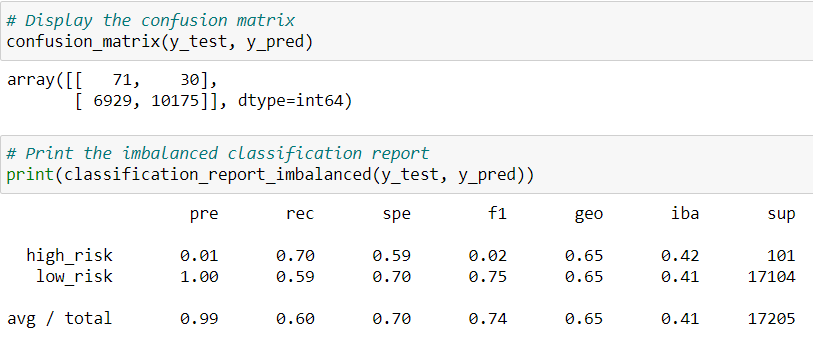 # Display the confusion matrix
confusion_matrix(y_test, y_pred)
array([[   71,    30],
       [ 6929, 10175]], dtype=int64)
# Print the imbalanced classification report
print(classification_report_imbalanced(y_test, y_pred))
                   pre       rec       spe        f1       geo       iba       sup
  high_risk       0.01      0.70      0.59      0.02      0.65      0.42       101
   low_risk       1.00      0.59      0.70      0.75      0.65      0.41     17104
avg / total       0.99      0.60      0.70      0.74      0.65      0.41     17205